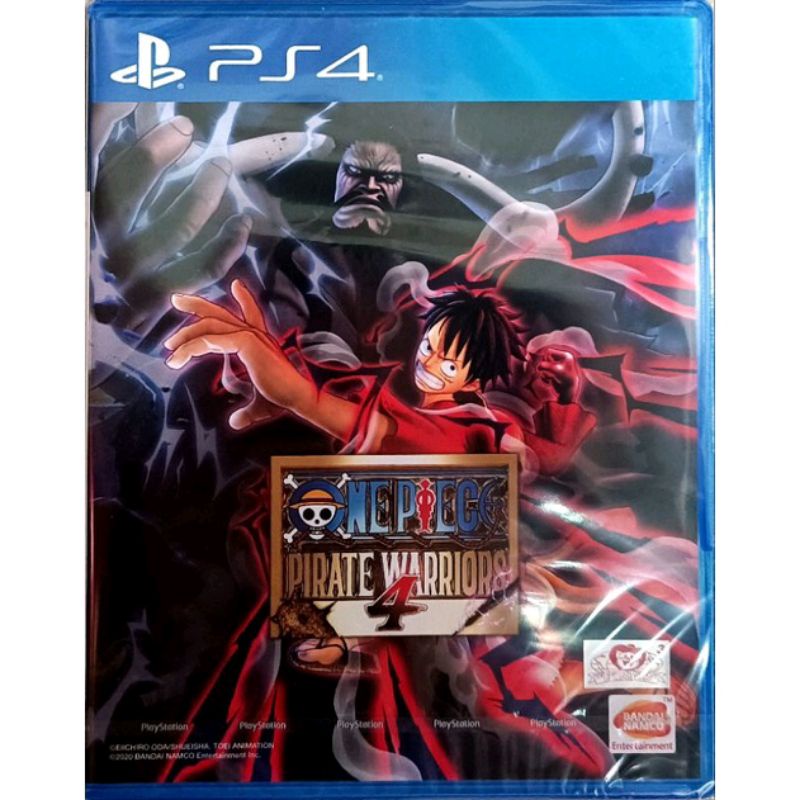 PS4
ONE PIECE
PIRATE WARRIORS
4
PlayStation PlayStation PlayStation PlayStation PlayStation
©EIICHIRO ODA/SHUEISHA, TOEI ANIMATION
©2020 BANDAI NAMCO Entertainment Inc.
BANDAI
NAMCO
Entertainment